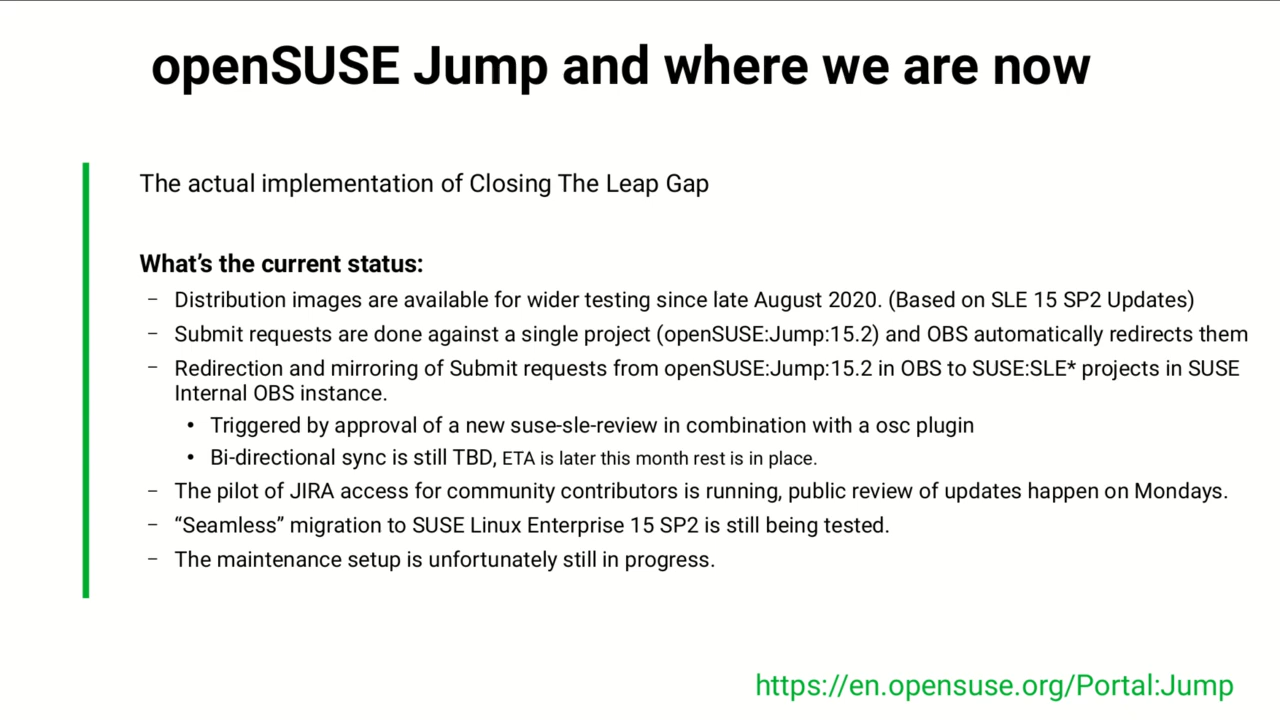 openSUSE Jump and where we are now
The actual implementation of Closing The Leap Gap
What's the current status:
– Distribution images are available for wider testing since late August 2020. (Based on SLE 15 SP2 Updates)
– Submit requests are done against a single project (openSUSE:Jump:15.2) and OBS automatically redirects them
– Redirection and mirroring of Submit requests from openSUSE:Jump:15.2 in OBS to SUSE:SLE* projects in SUSE
Internal OBS instance.
• Triggered by approval of a new suse-sle-review in combination with a osc plugin
• Bi-directional sync is still TBD, ETA is later this month rest is in place.
– The pilot of JIRA access for community contributors is running, public review of updates happen on Mondays.
– “Seamless” migration to SUSE Linux Enterprise 15 SP2 is still being tested.
– The maintenance setup is unfortunately still in progress.
https://en.opensuse.org/Portal:Jump